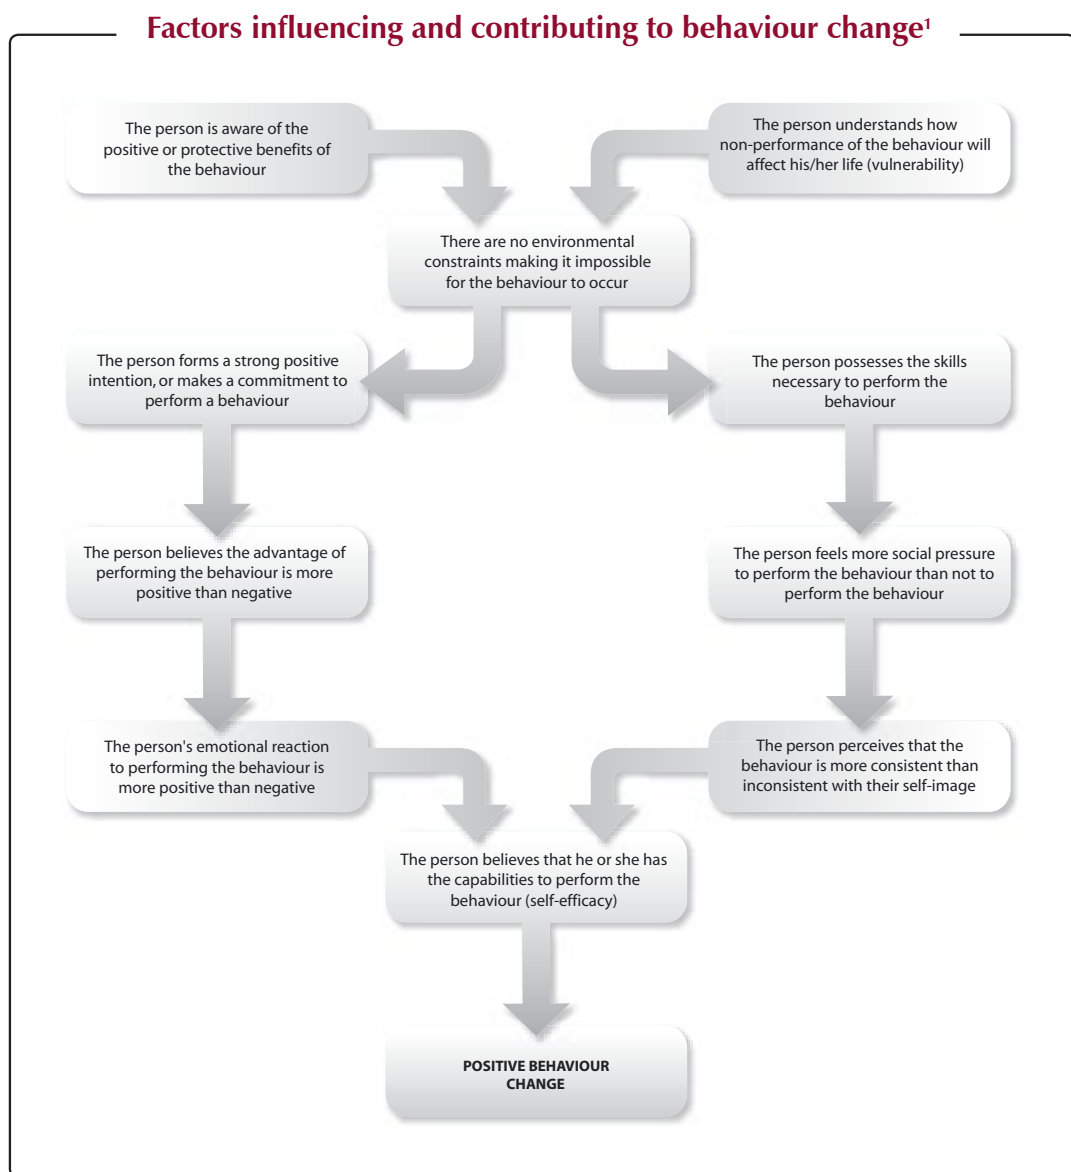 Factors influencing and contributing to behaviour change¹
The person is aware of the
positive or protective benefits of
the behaviour
The person understands how
non-performance of the behaviour will
affect his/her life (vulnerability)
There are no environmental
constraints making it impossible
for the behaviour to occur
The person forms a strong positive
intention, or makes a commitment to
perform a behaviour
The person possesses the skills
necessary to perform the
behaviour
The person believes the advantage of
performing the behaviour is more
positive than negative
The person feels more social pressure
to perform the behaviour than not to
perform the behaviour
The person's emotional reaction
to performing the behaviour is
more positive than negative
The person perceives that the
behaviour is more consistent than
inconsistent with their self-image
The person believes that he or she has
the capabilities to perform the
behaviour (self-efficacy)
POSITIVE BEHAVIOUR
CHANGE